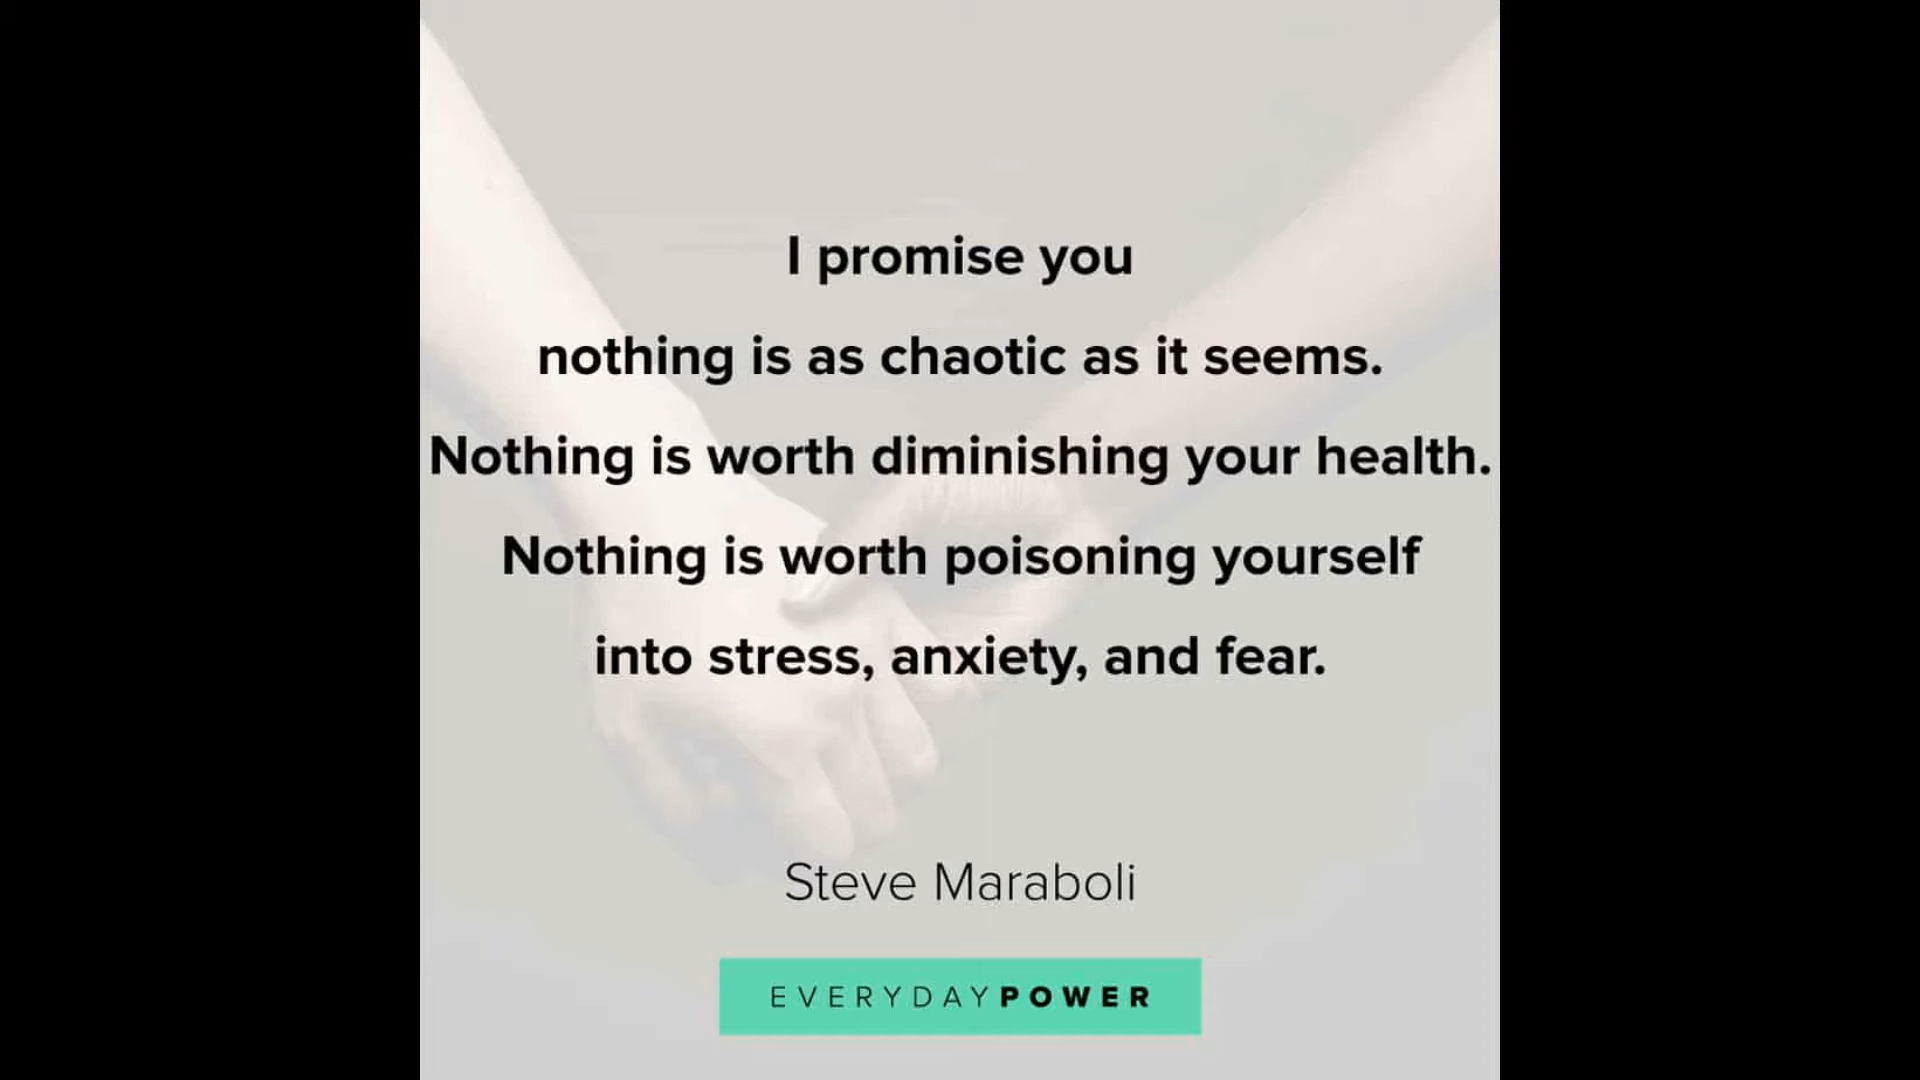 I promise you
nothing is as chaotic as it seems.
Nothing is worth diminishing your health.
Nothing is worth poisoning yourself
into stress, anxiety, and fear.
Steve Maraboli
EVERYDAYPOWER